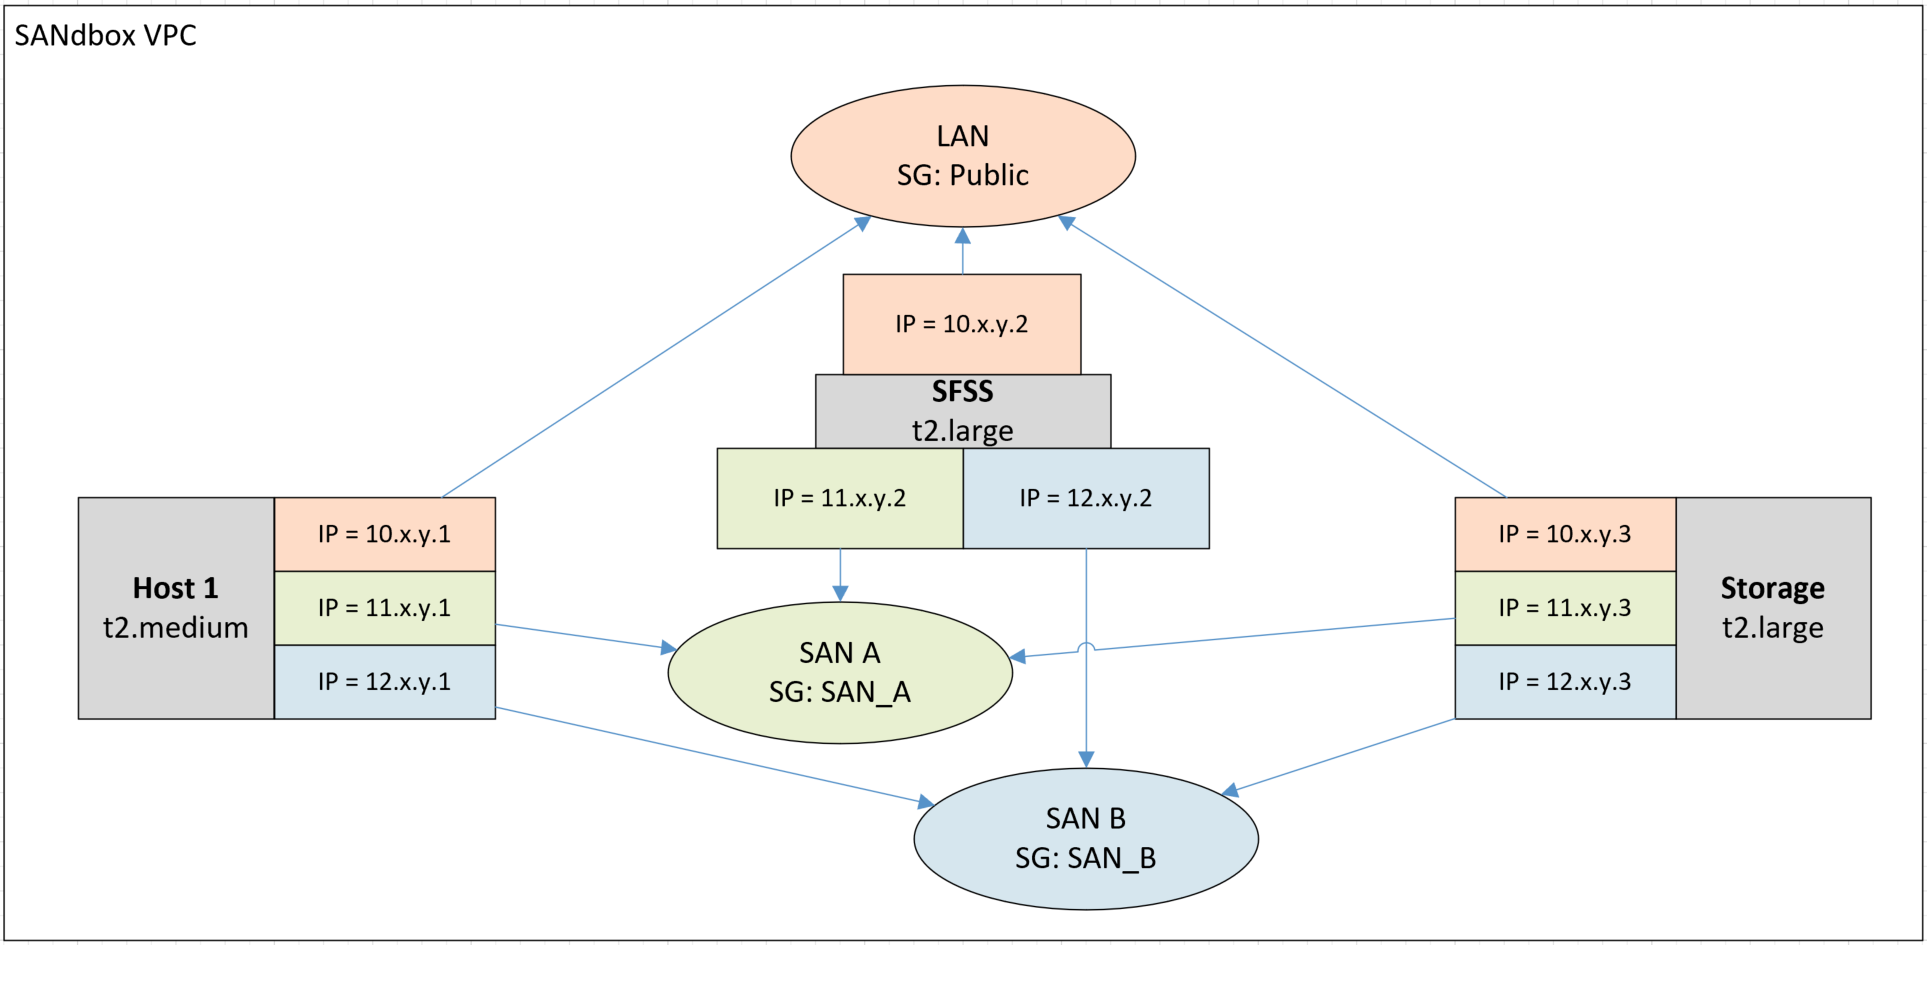 SANdbox VPC
LAN
SG: Public
IP = 10.x.y.2
SFSS
t2.large
IP = 11.x.y.2
IP = 12.x.y.2
Host 1
t2.medium
IP = 10.x.y.1
IP = 11.x.y.1
IP = 12.x.y.1
IP = 10.x.y.3
IP = 11.x.y.3
IP = 12.x.y.3
Storage
t2.large
SAN A
SG: SAN_A
SAN B
SG: SAN_B